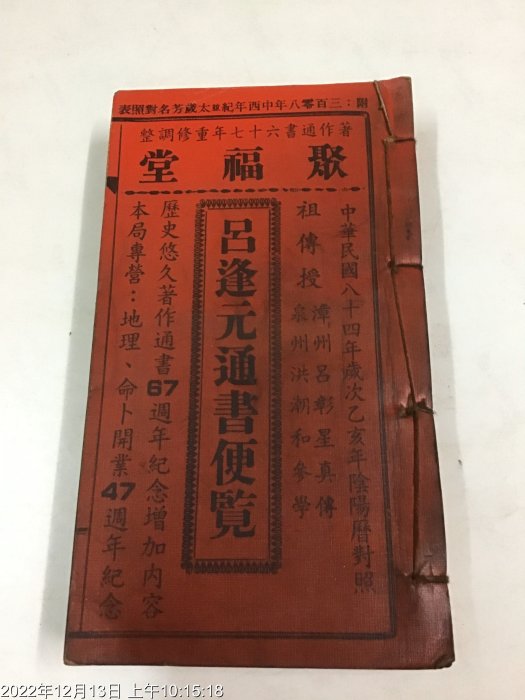 附：三百零八年中西年紀號太歲芳名對照表
著作通書六十七年重修調整
聚福堂
中華民國八十四年歲次乙亥年陰陽曆對照
祖傳授
漳州呂彰星真傳
泉州洪潮和參學
呂逢元通書便覧
歷史悠久著作通書67週年紀念增加內容
本局專營：地理、命卜開業47週年紀念
2022年12月13日 上午10:15:18